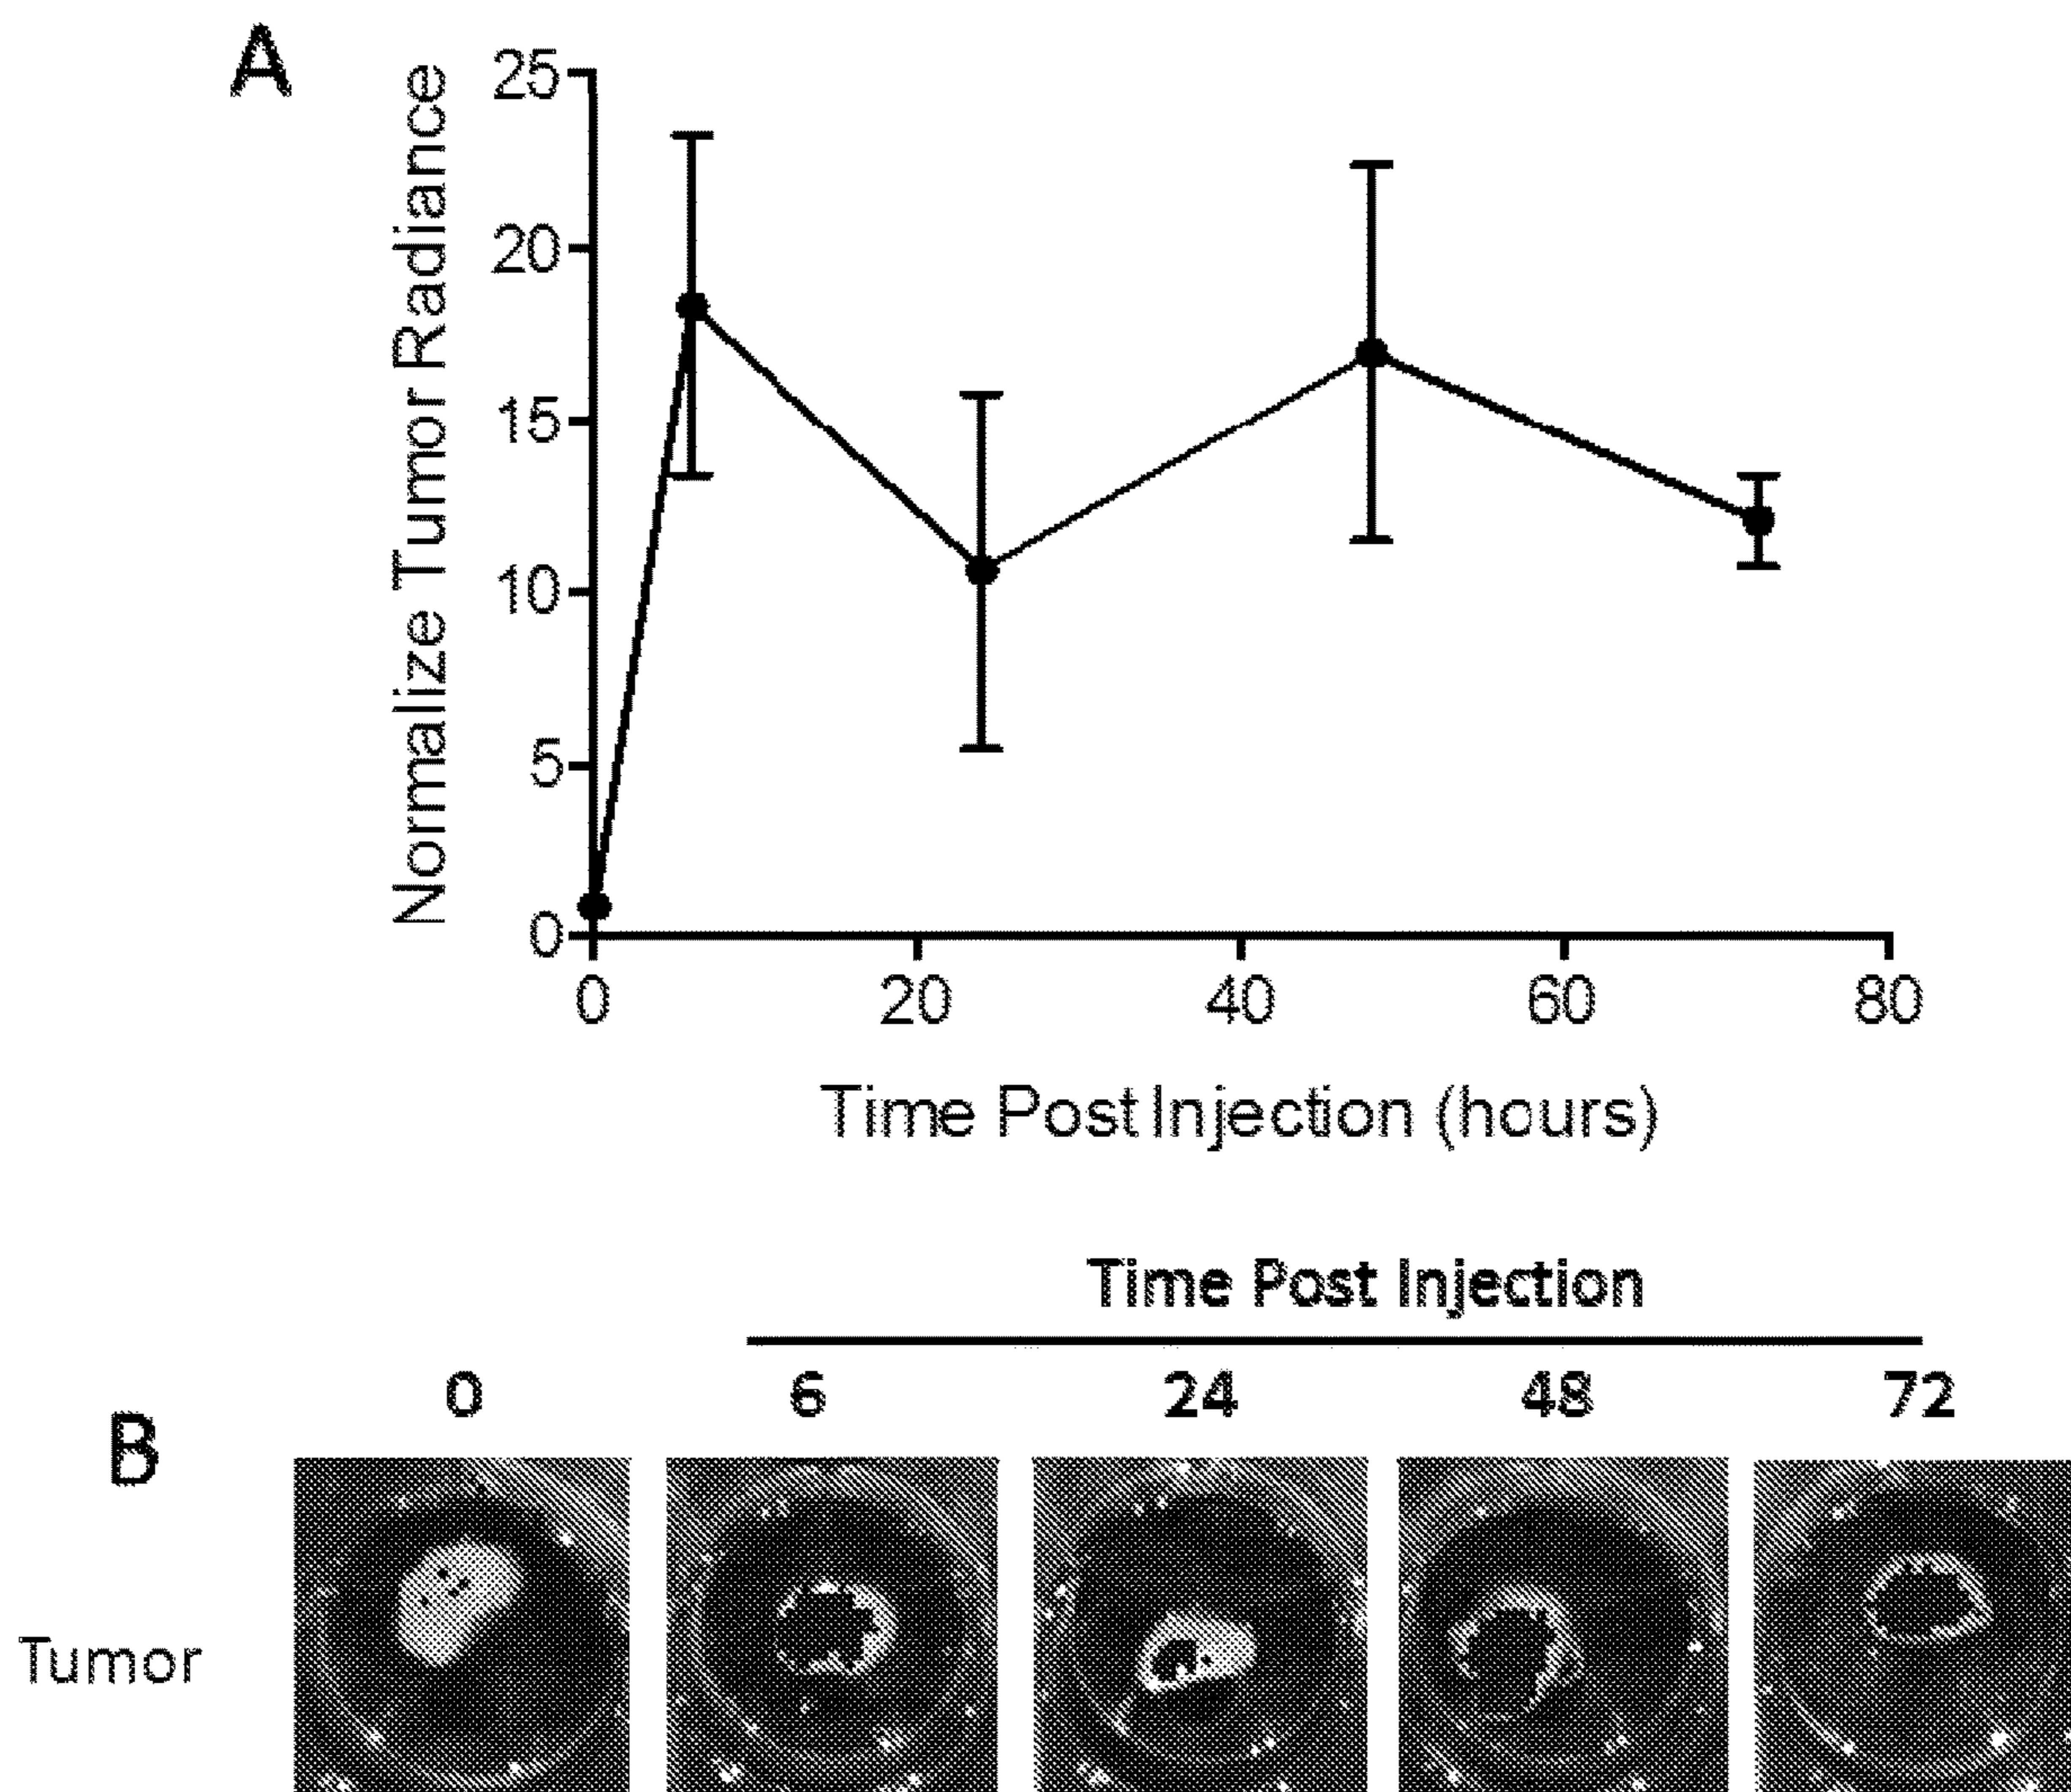 A
Normalize Tumor Radiance
25
20
15
10
5
0
0 20 40 60 80
Time Post Injection (hours)
Time Post Injection
0 6 24 48 72
B
Tumor